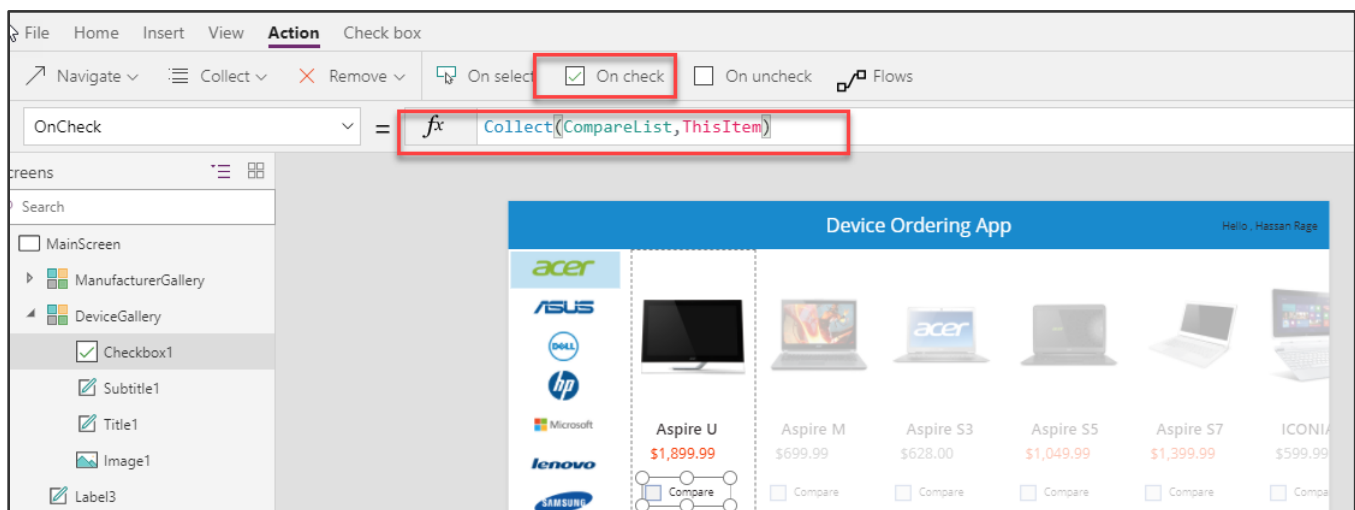 File Home Insert View Action Check box
Navigate Collect Remove On select On check On uncheck Flows
OnCheck = fx Collect(CompareList,ThisItem)
creens
Search
MainScreen
ManufacturerGallery
DeviceGallery
Checkbox1
Subtitle1
Title1
Image1
Label3
Device Ordering App
Hello , Hassan Rage
acer
ASUS
DELL
hp
Microsoft
lenovo
SAMSUNG
acer
Aspire U Aspire M Aspire S3 Aspire S5 Aspire S7 ICONIA
$1,899.99 $699.99 $628.00 $1,049.99 $1,399.99 $599.99
Compare Compare Compare Compare Compare Compa